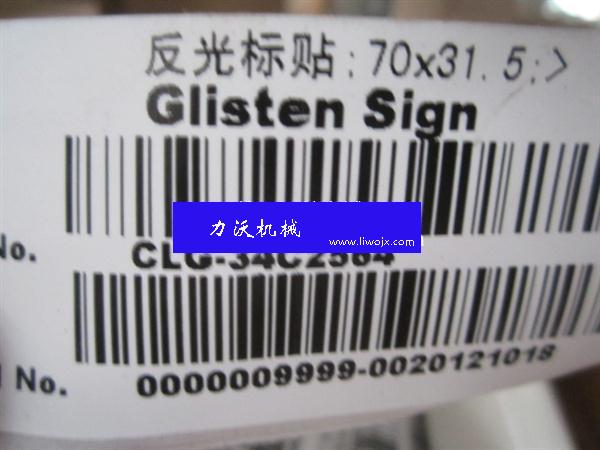 反光标贴:70x31.5;>
Glisten Sign
力沃机械
www.liwojx.com
No. CLG-34C2564
No. 0000009999-0020121018